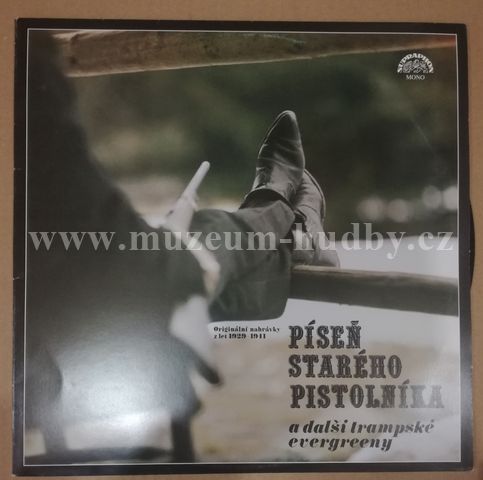 SUPRAPHON
MONO
www.muzeum-hudby.cz
Originální nahrávky
z let 1929-1941
PÍSEŇ
STARÉHO
PISTOLNÍKA
a další trampské
evergreeny